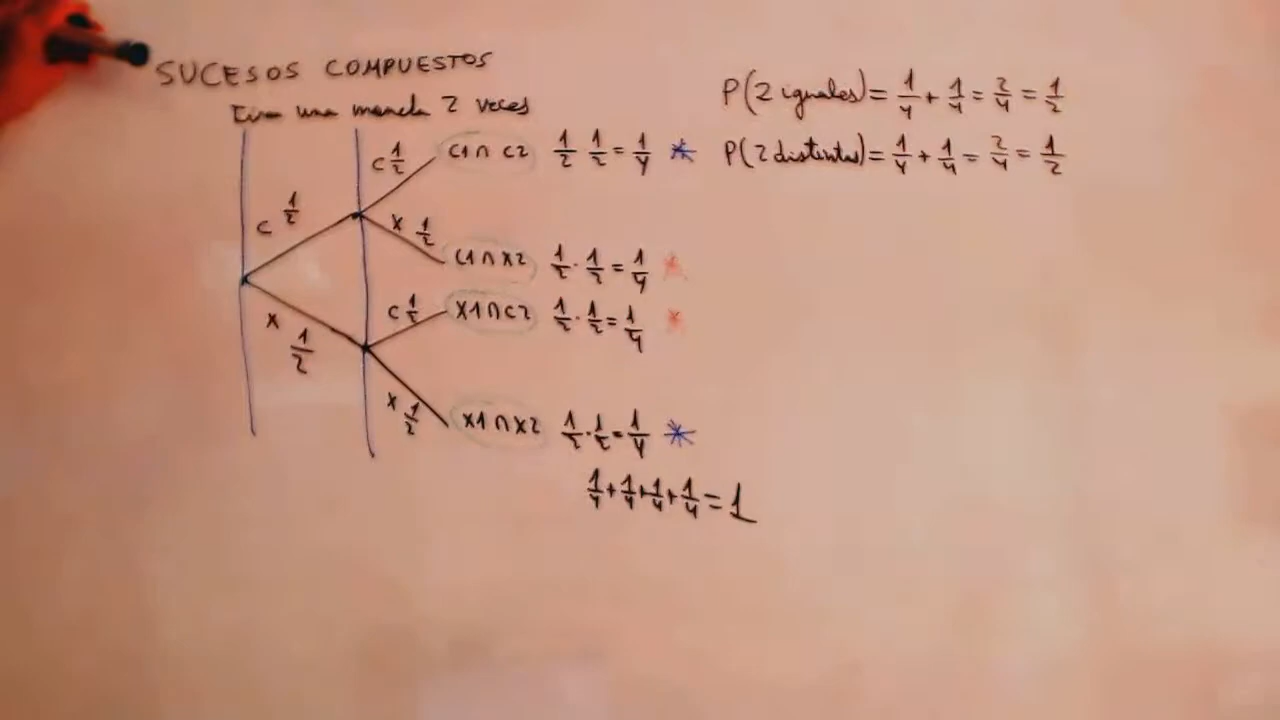 SUCESOS COMPUESTOS
Tirar una moneda 2 veces
P(2 iguales) = 1/4 + 1/4 = 2/4 = 1/2
P(2 distintas) = 1/4 + 1/4 = 2/4 = 1/2
C 1/2
C 1/2
C1 ∩ C2 1/2 1/2 = 1/4 *
X 1/2
C1 ∩ X2 1/2 · 1/2 = 1/4 *
X 1/2
C 1/2
X1 ∩ C2 1/2 · 1/2 = 1/4 *
X 1/2
X1 ∩ X2 1/2 · 1/2 = 1/4 *
1/4 + 1/4 + 1/4 + 1/4 = 1